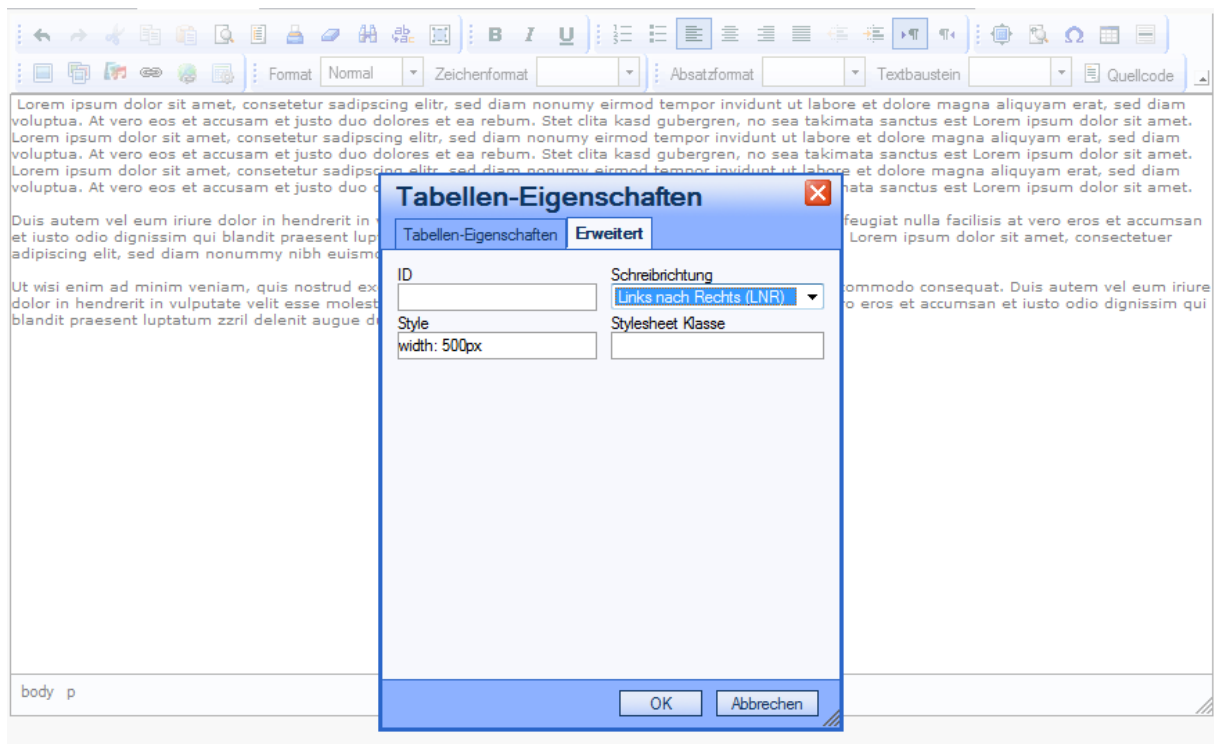 B I U
Format Normal Zeichenformat Absatzformat Textbaustein Quellcode
Lorem ipsum dolor sit amet, consetetur sadipscing elitr, sed diam nonumy eirmod tempor invidunt ut labore et dolore magna aliquyam erat, sed diam
voluptua. At vero eos et accusam et justo duo dolores et ea rebum. Stet clita kasd gubergren, no sea takimata sanctus est Lorem ipsum dolor sit amet.
Lorem ipsum dolor sit amet, consetetur sadipscing elitr, sed diam nonumy eirmod tempor invidunt ut labore et dolore magna aliquyam erat, sed diam
voluptua. At vero eos et accusam et justo duo dolores et ea rebum. Stet clita kasd gubergren, no sea takimata sanctus est Lorem ipsum dolor sit amet.
Lorem ipsum dolor sit amet, consetetur sadipscing elitr, sed diam nonumy eirmod tempor invidunt ut labore et dolore magna aliquyam erat, sed diam
voluptua. At vero eos et accusam et justo duo sanctus est Lorem ipsum dolor sit amet.
Duis autem vel eum iriure dolor in hendrerit in feugiat nulla facilisis at vero eros et accumsan
et iusto odio dignissim qui blandit praesent Lorem ipsum dolor sit amet, consectetuer
adipiscing elit, sed diam nonummy nibh
Ut wisi enim ad minim veniam, quis nostrud commodo consequat. Duis autem vel eum iriure
dolor in hendrerit in vulputate velit esse eros et accumsan et iusto odio dignissim qui
blandit praesent luptatum zzril delenit augue
Tabellen-Eigenschaften
Tabellen-Eigenschaften Erweitert
ID Schreibrichtung
Links nach Rechts (LNR)
Style Stylesheet Klasse
width: 500px
OK Abbrechen
body p